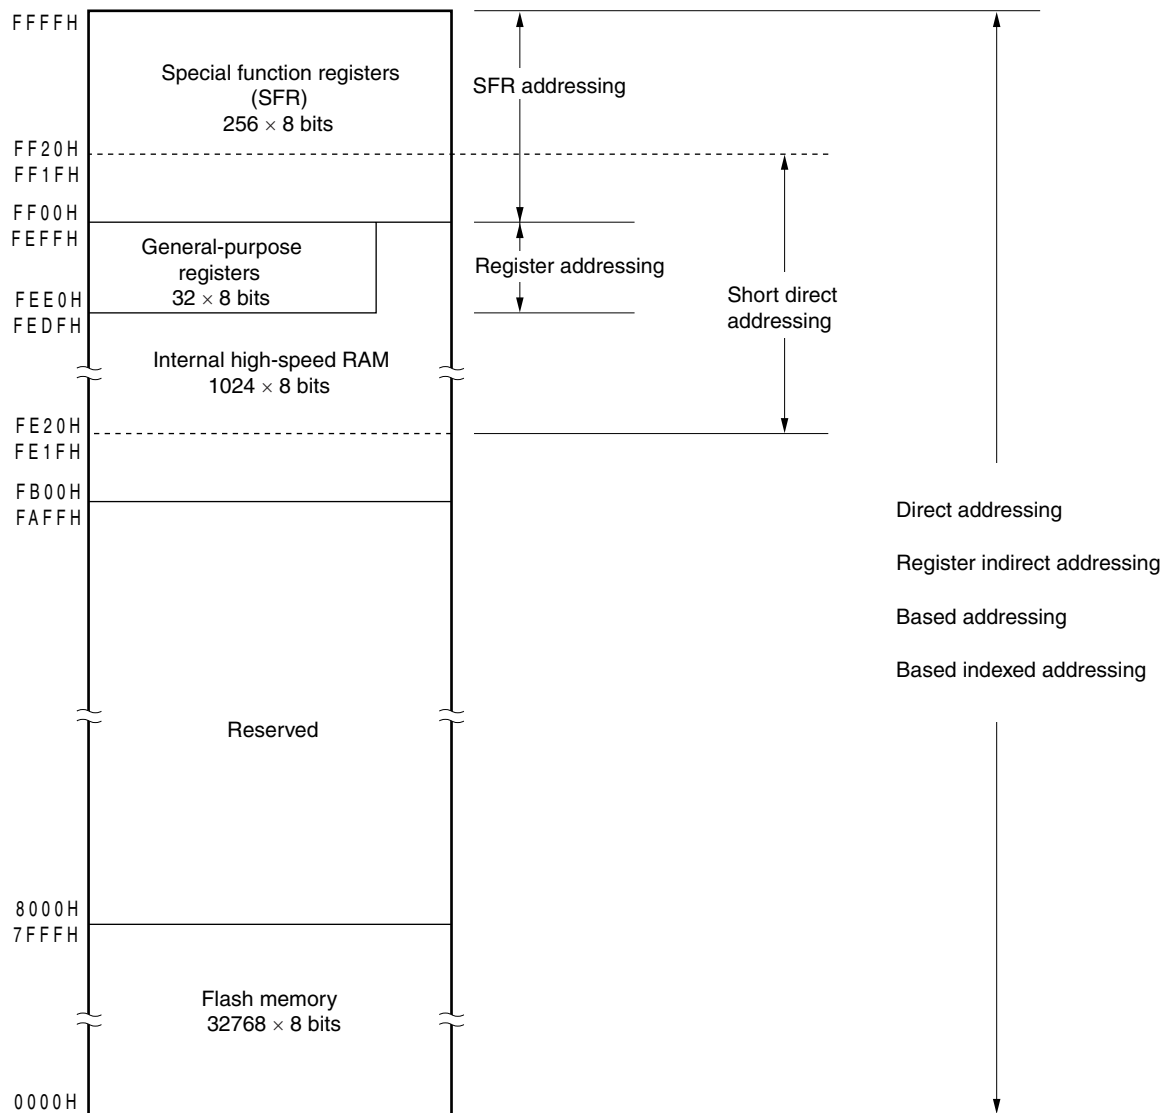 FFFFH
Special function registers
(SFR)
256 × 8 bits
SFR addressing
FF20H
FF1FH
FF00H
FEFFH
General-purpose
registers
32 × 8 bits
Register addressing
FEE0H
FEDFH
Short direct
addressing
Internal high-speed RAM
1024 × 8 bits
FE20H
FE1FH
FB00H
FAFFH
Direct addressing
Register indirect addressing
Based addressing
Based indexed addressing
Reserved
8000H
7FFFH
Flash memory
32768 × 8 bits
0000H